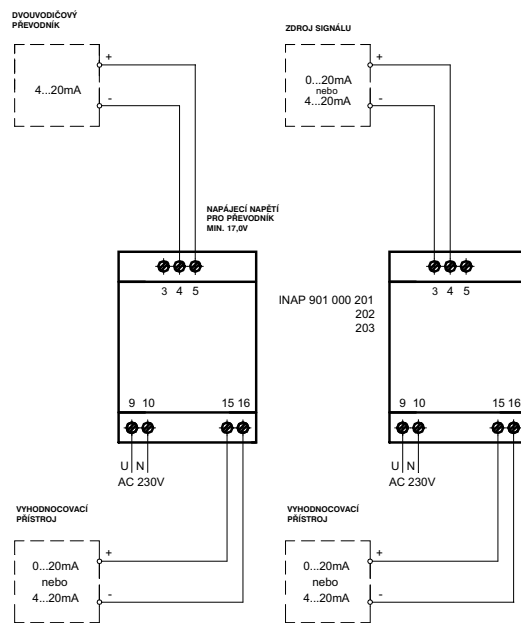 DVOUVODIČOVÝ
PŘEVODNÍK
+
4...20mA
-
NAPÁJECÍ NAPĚTÍ
PRO PŘEVODNÍK
MIN. 17,0V
3 4 5
9 10 15 16
U N
AC 230V
VYHODNOCOVACÍ
PŘÍSTROJ
+
0...20mA
nebo
4...20mA
-
ZDROJ SIGNÁLU
+
0...20mA
nebo
4...20mA
-
INAP 901 000 201
202
203
3 4 5
9 10 15 16
U N
AC 230V
VYHODNOCOVACÍ
PŘÍSTROJ
+
0...20mA
nebo
4...20mA
-